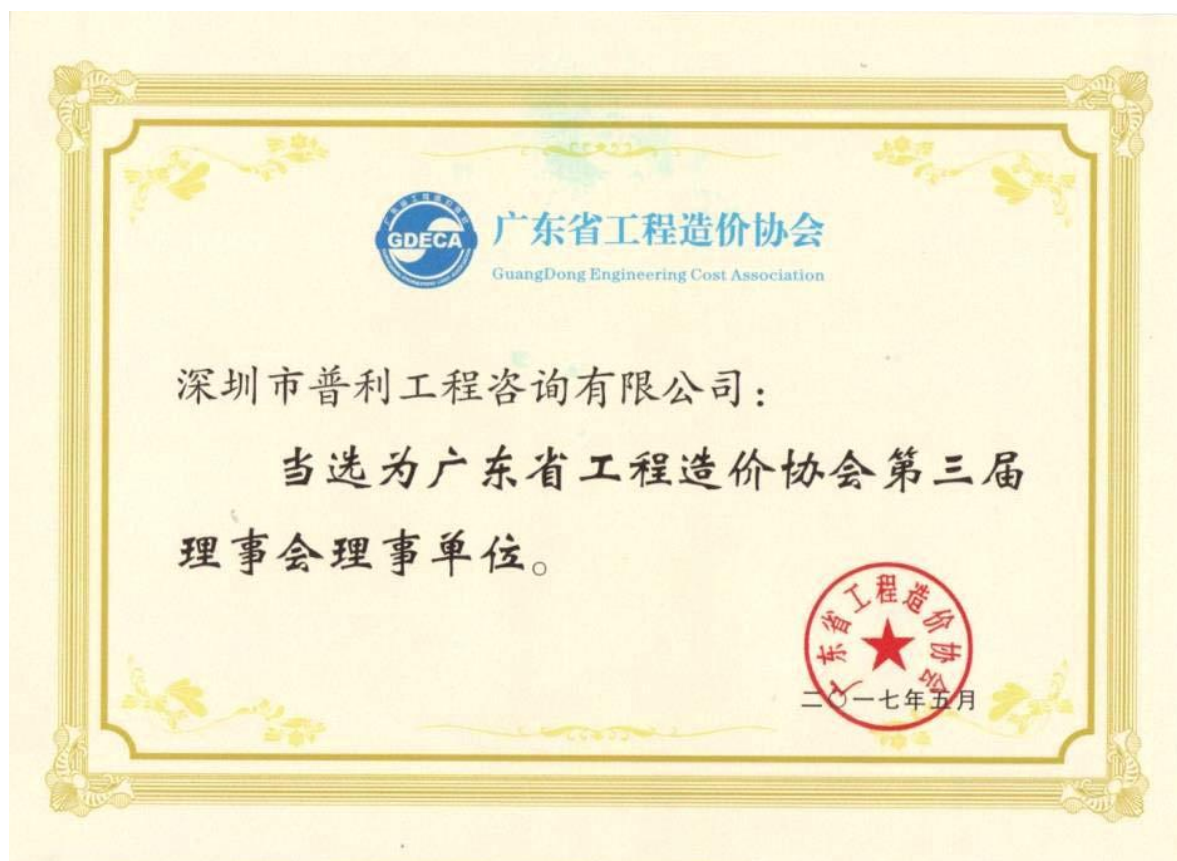 GDECA
广东省工程造价协会
GuangDong Engineering Cost Association
深圳市普利工程咨询有限公司：
当选为广东省工程造价协会第三届
理事会理事单位。
广东省工程造价协会
二〇一七年五月